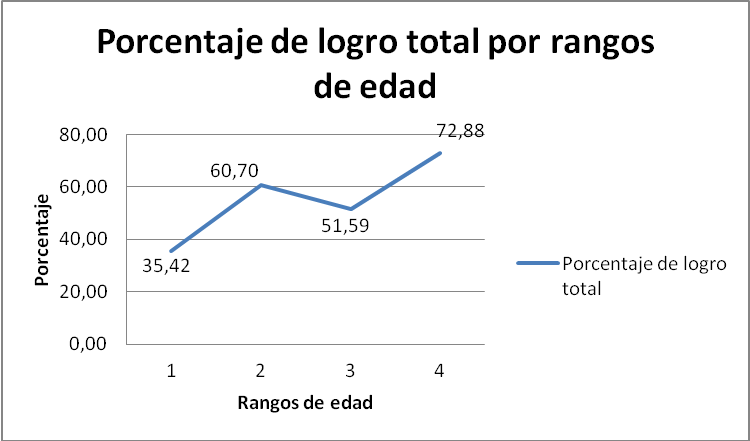 Porcentaje de logro total por rangos
de edad
80,00
60,00
40,00
20,00
0,00
Porcentaje
35,42
60,70
51,59
72,88
1 2 3 4
Rangos de edad
Porcentaje de logro
total